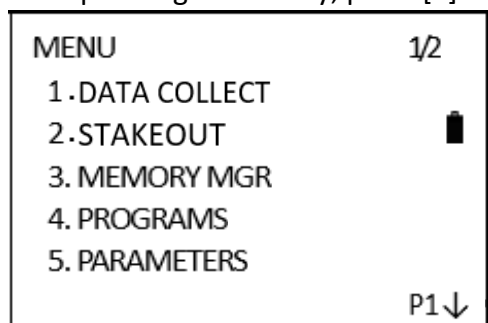 MENU 1/2
1.DATA COLLECT
2.STAKEOUT
3. MEMORY MGR
4. PROGRAMS
5. PARAMETERS
P1↓